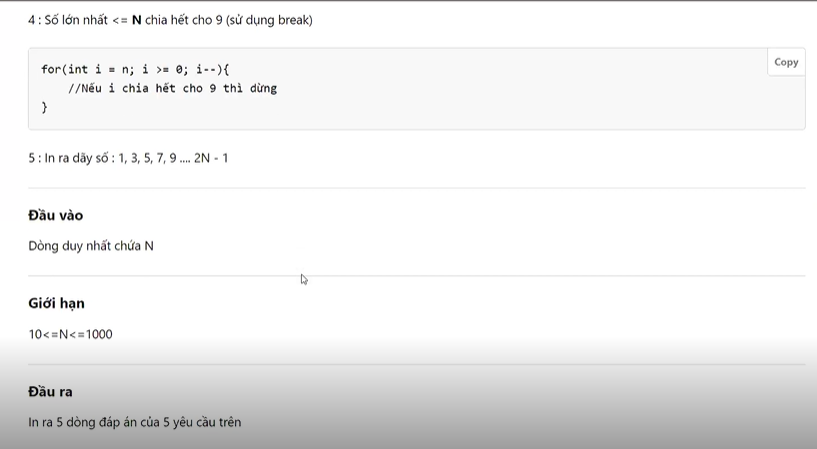 4 : Số lớn nhất <= N chia hết cho 9 (sử dụng break)
Copy
for(int i = n; i >= 0; i--){
//Nếu i chia hết cho 9 thì dừng
}
5 : In ra dãy số : 1, 3, 5, 7, 9 .... 2N - 1
Đầu vào
Dòng duy nhất chứa N
Giới hạn
10<=N<=1000
Đầu ra
In ra 5 dòng đáp án của 5 yêu cầu trên